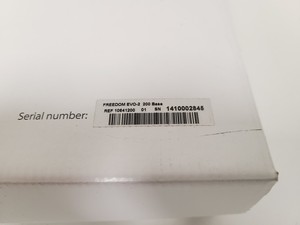 FREEDOM EVO-2 200 Base
REF 10641200 01 SN 1410002845
Serial number: